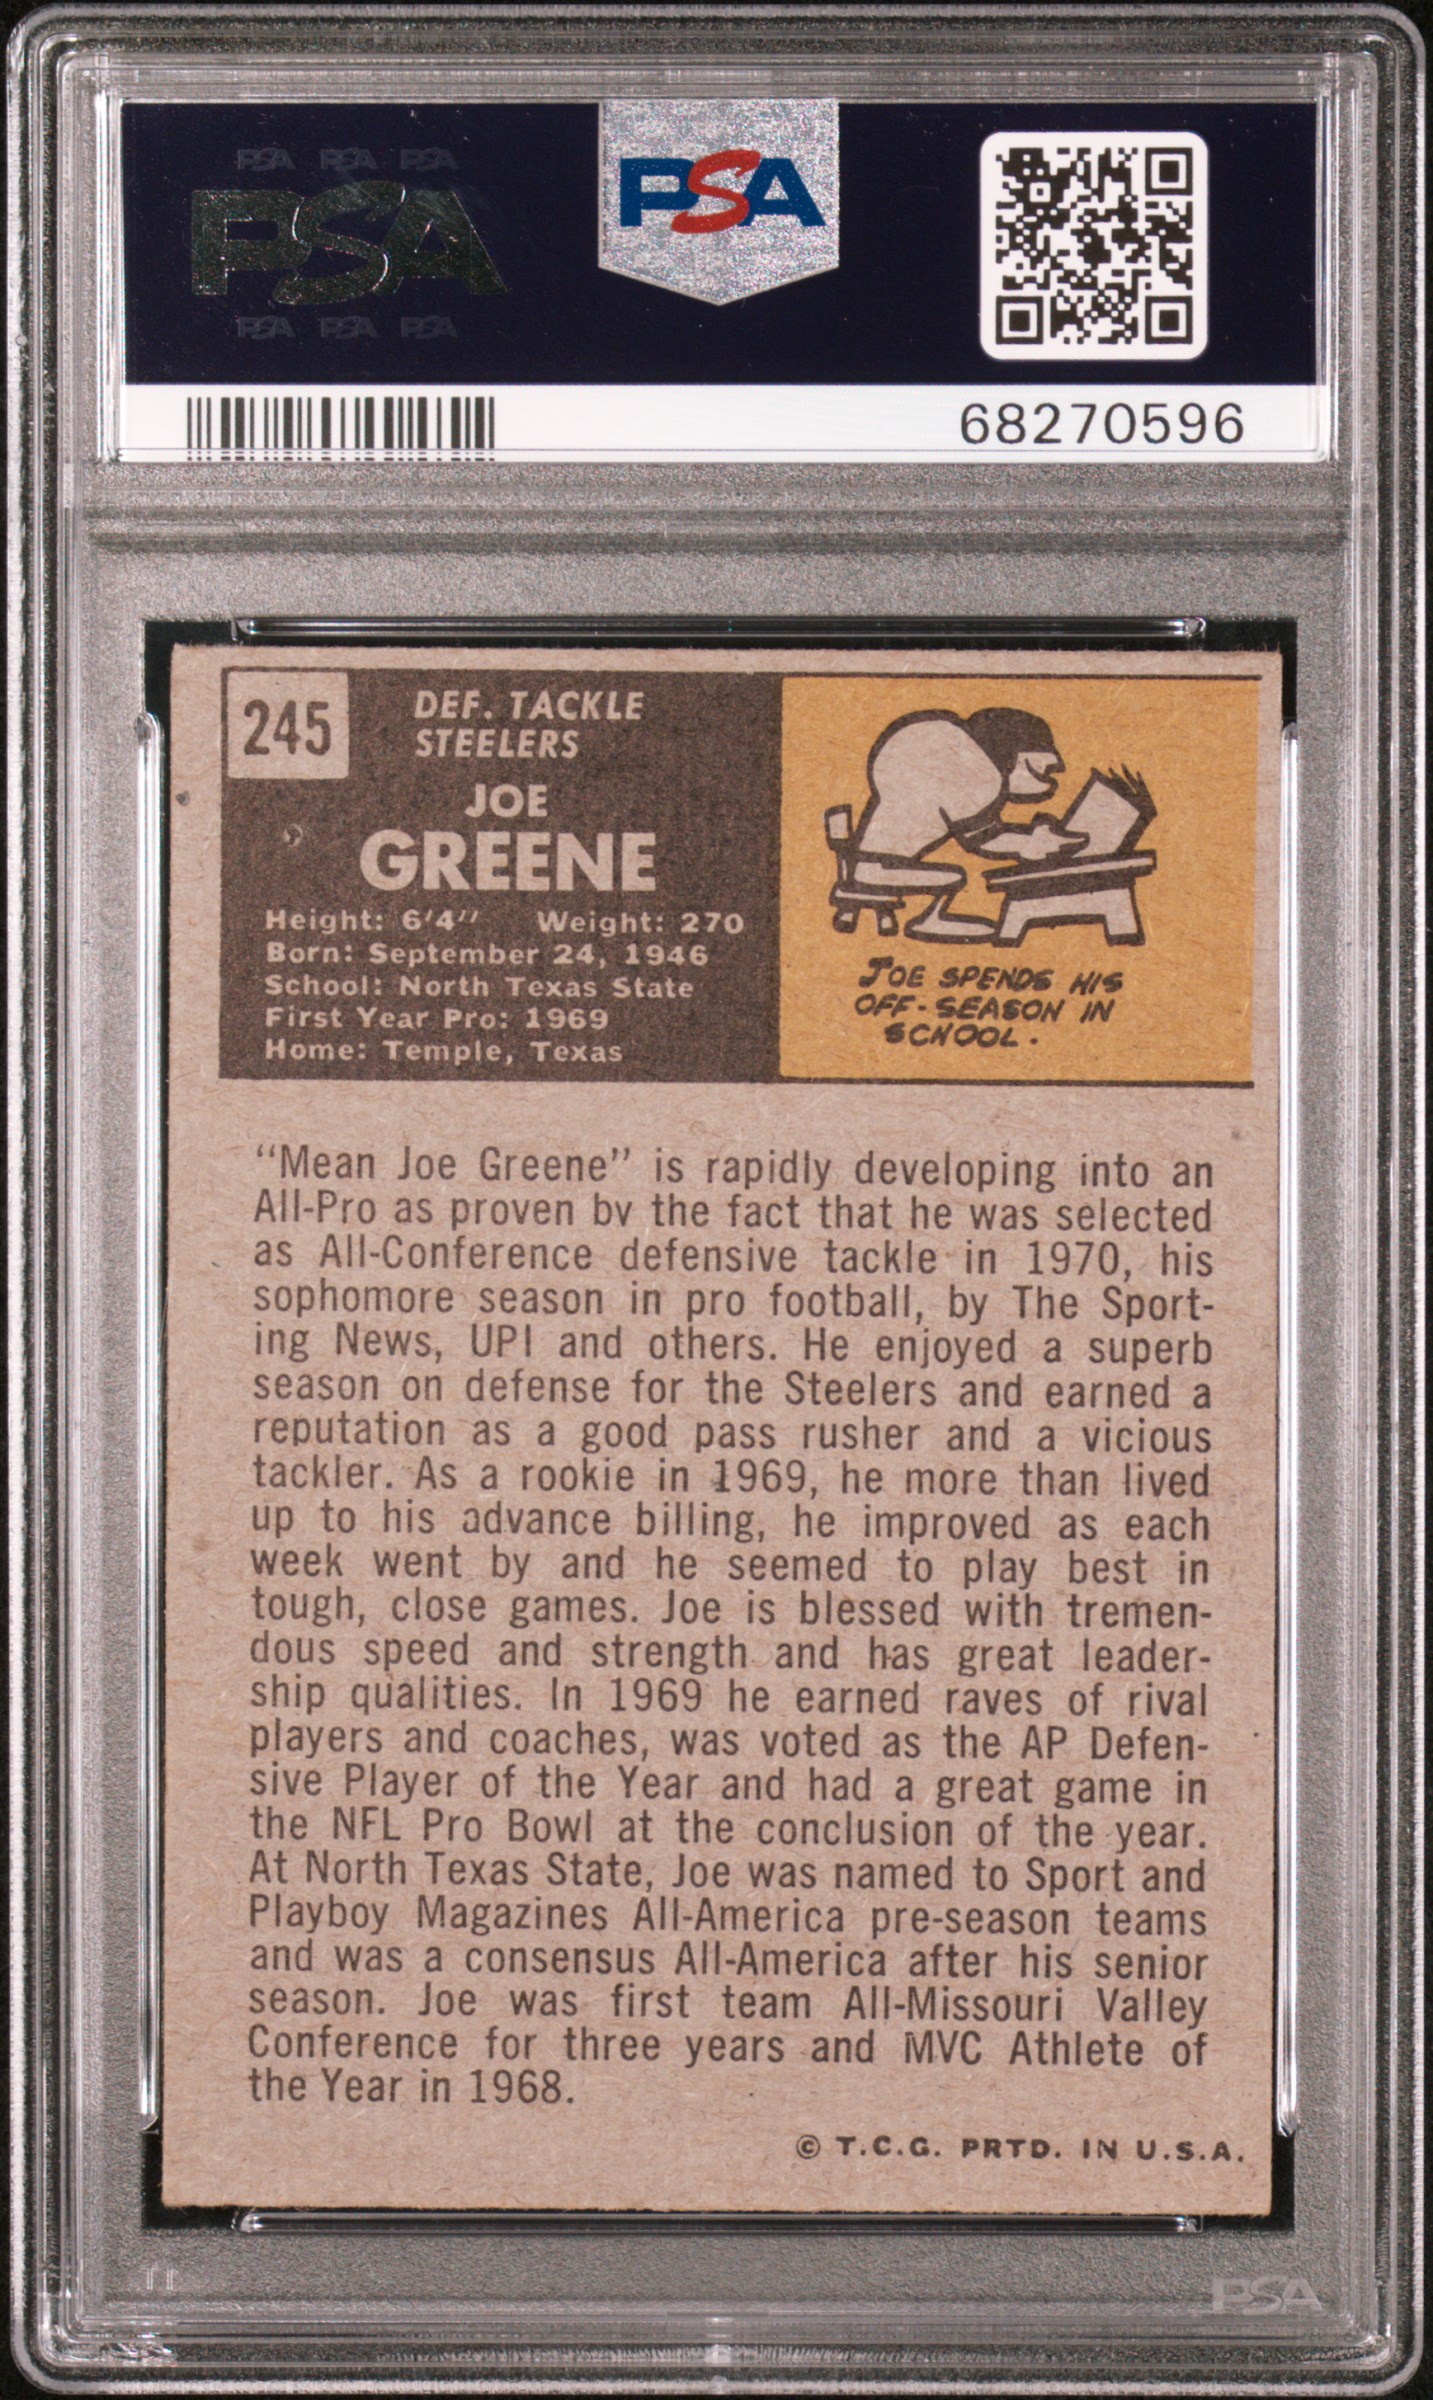 PSA PSA PSA
PSA
PSA PSA PSA
PSA
68270596
245
DEF. TACKLE
STEELERS
JOE
GREENE
Height: 6'4" Weight: 270
Born: September 24, 1946
School: North Texas State
First Year Pro: 1969
Home: Temple, Texas
JOE SPENDS HIS
OFF-SEASON IN
SCHOOL.
"Mean Joe Greene" is rapidly developing into an
All-Pro as proven by the fact that he was selected
as All-Conference defensive tackle in 1970, his
sophomore season in pro football, by The Sport-
ing News, UPI and others. He enjoyed a superb
season on defense for the Steelers and earned a
reputation as a good pass rusher and a vicious
tackler. As a rookie in 1969, he more than lived
up to his advance billing, he improved as each
week went by and he seemed to play best in
tough, close games. Joe is blessed with tremen-
dous speed and strength and has great leader-
ship qualities. In 1969 he earned raves of rival
players and coaches, was voted as the AP Defen-
sive Player of the Year and had a great game in
the NFL Pro Bowl at the conclusion of the year.
At North Texas State, Joe was named to Sport and
Playboy Magazines All-America pre-season teams
and was a consensus All-America after his senior
season. Joe was first team All-Missouri Valley
Conference for three years and MVC Athlete of
the Year in 1968.
© T.C.G. PRTD. IN U.S.A.
PSA